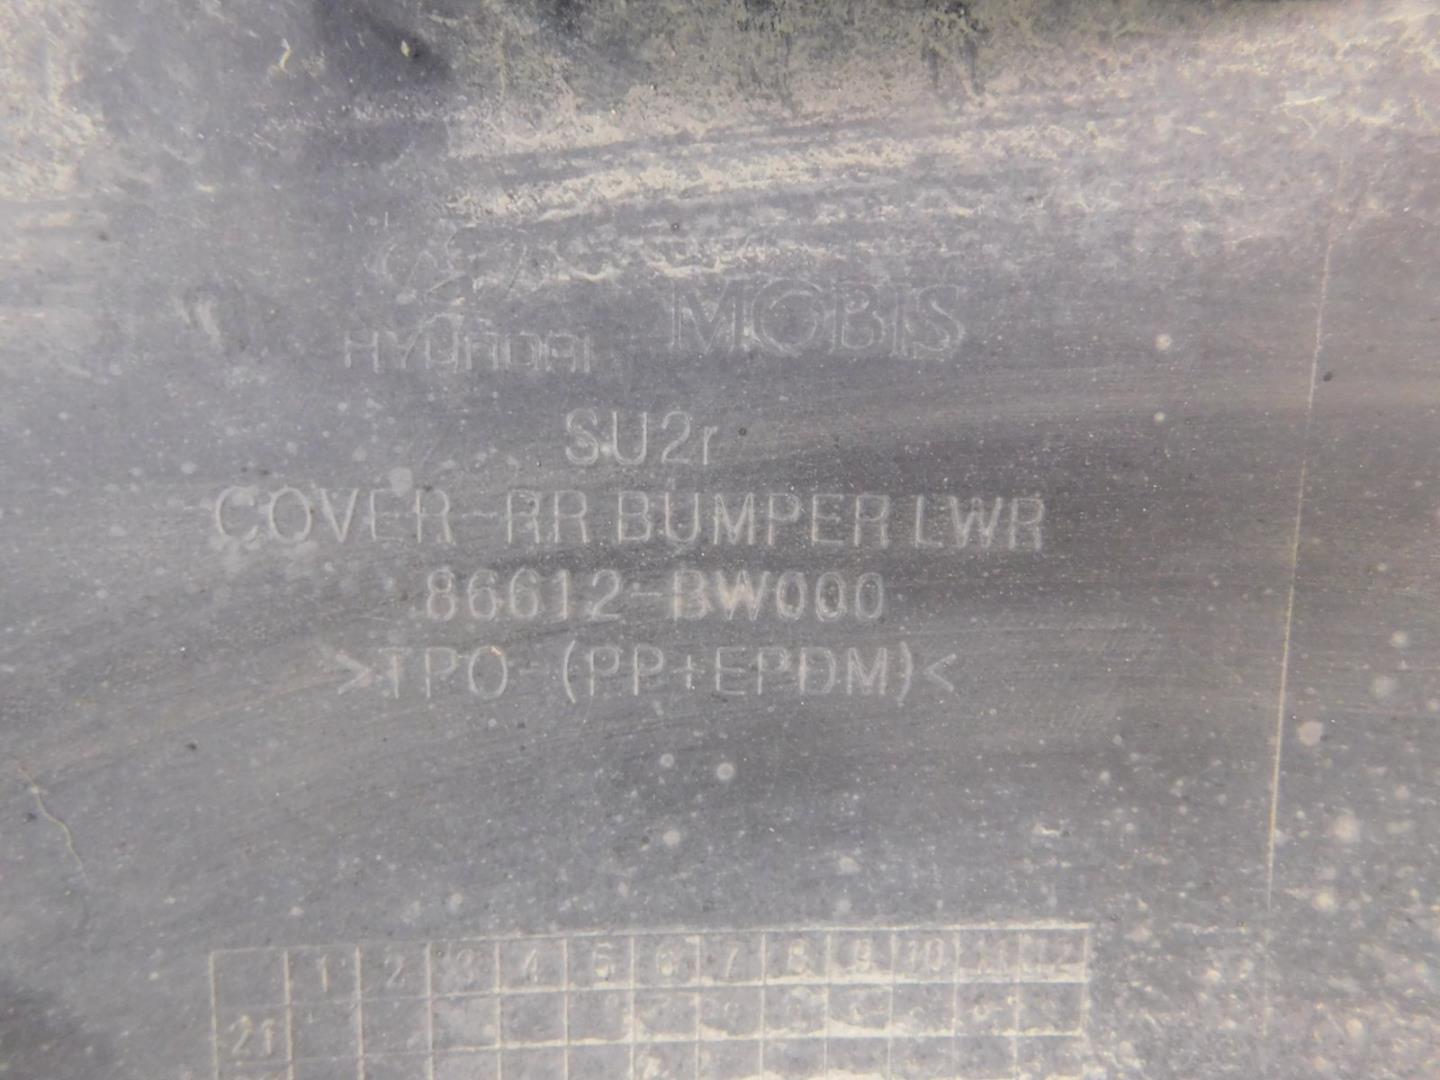 HYUNDAI MOBIS
SU2r
COVER-RR BUMPER LWR
86612-BW000
>TPO-(PP+EPDM)<
1 2 3 4 5 6 7 8 9 10 11 12
21